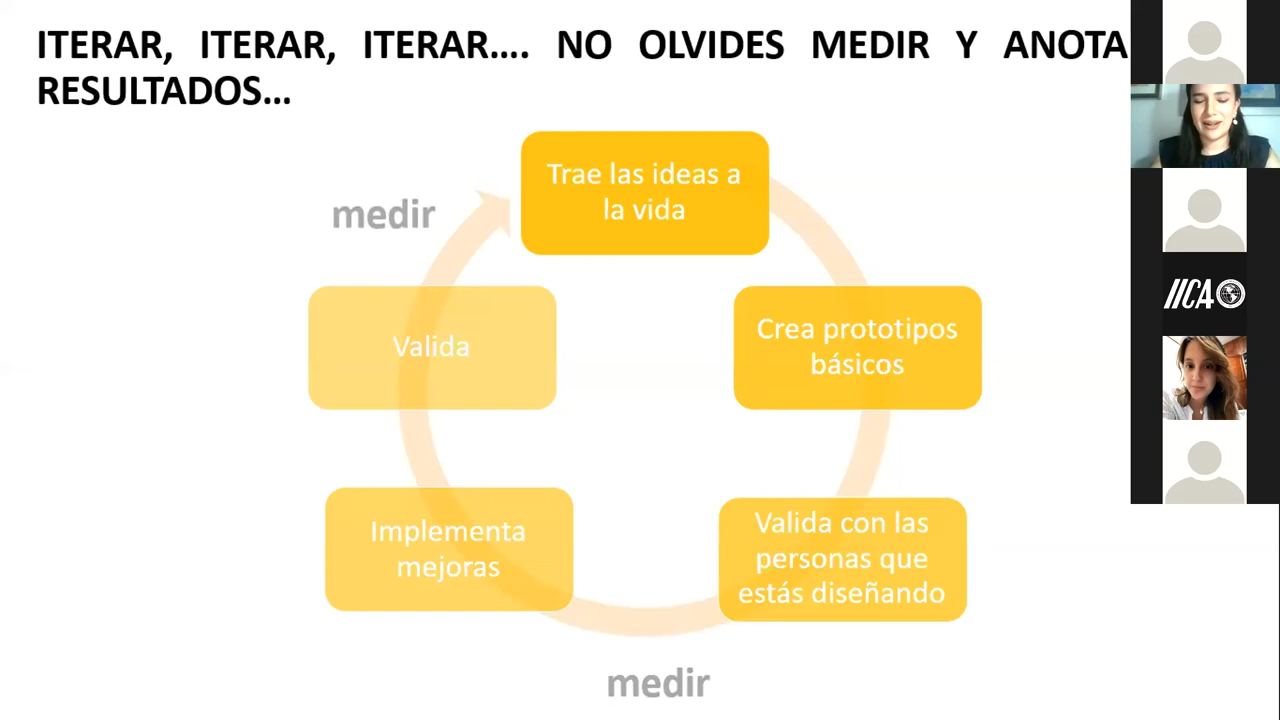 ITERAR, ITERAR, ITERAR.... NO OLVIDES MEDIR Y ANOTA
RESULTADOS...
Trae las ideas a
la vida
medir
Valida
Crea prototipos
básicos
Implementa
mejoras
Valida con las
personas que
estás diseñando
medir
IICA